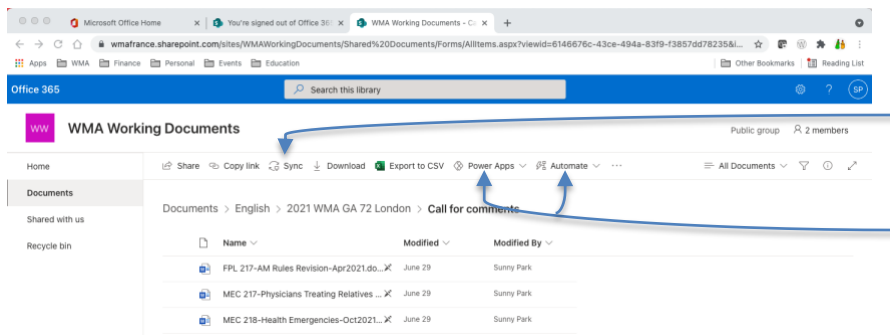 Microsoft Office Home
You're signed out of Office 36
WMA Working Documents - Ca
wmafrance.sharepoint.com/sites/WMAWorkingDocuments/Shared%20Documents/Forms/AllItems.aspx?viewid=6146676c-43ce-494a-83f9-f3857dd78235&i...
Apps WMA Finance Personal Events Education Other Bookmarks Reading List
Office 365 Search this library ? SP
WW WMA Working Documents Public group 2 members
Home Share Copy link Sync Download Export to CSV Power Apps Automate ... All Documents
Documents
Shared with us
Recycle bin
Documents > English > 2021 WMA GA 72 London > Call for comments
Name Modified Modified By
FPL 217-AM Rules Revision-Apr2021.do... June 29 Sunny Park
MEC 217-Physicians Treating Relatives ... June 29 Sunny Park
MEC 218-Health Emergencies-Oct2021... June 29 Sunny Park